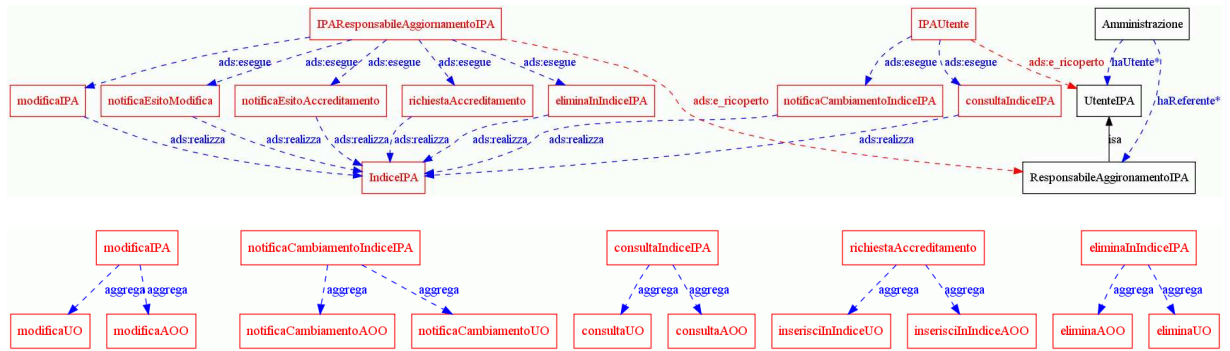 IPAResponsabileAggiornamentoIPA IPAUtente Amministrazione
ads:esegue ads:esegue ads:esegue ads:esegue ads:esegue ads:esegue ads:esegue ads:e_ricoperto haUtente*
modificaIPA notificaEsitoModifica notificaEsitoAccreditamento richiestaAccreditamento eliminaInIndiceIPA ads:e_ricoperto notificaCambiamentoIndiceIPA consultaIndiceIPA UtenteIPA haReferente*
ads:realizza ads:realizza ads:realizza ads:realizza ads:realizza ads:realizza ads:realizza isa
IndiceIPA ResponsabileAggironamentoIPA
modificaIPA notificaCambiamentoIndiceIPA consultaIndiceIPA richiestaAccreditamento eliminaInIndiceIPA
aggrega aggrega aggrega aggrega aggrega aggrega aggrega aggrega aggrega aggrega
modificaUO modificaAOO notificaCambiamentoAOO notificaCambiamentoUO consultaUO consultaAOO inserisciInIndiceUO inserisciInIndiceAOO eliminaAOO eliminaUO